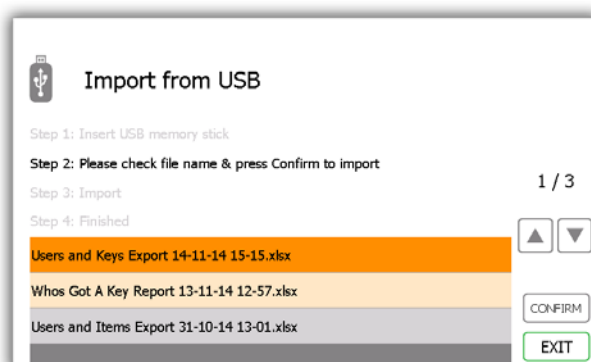 Import from USB
Step 1: Insert USB memory stick
Step 2: Please check file name & press Confirm to import
Step 3: Import
Step 4: Finished
1 / 3
Users and Keys Export 14-11-14 15-15.xlsx
Whos Got A Key Report 13-11-14 12-57.xlsx
Users and Items Export 31-10-14 13-01.xlsx
CONFIRM
EXIT